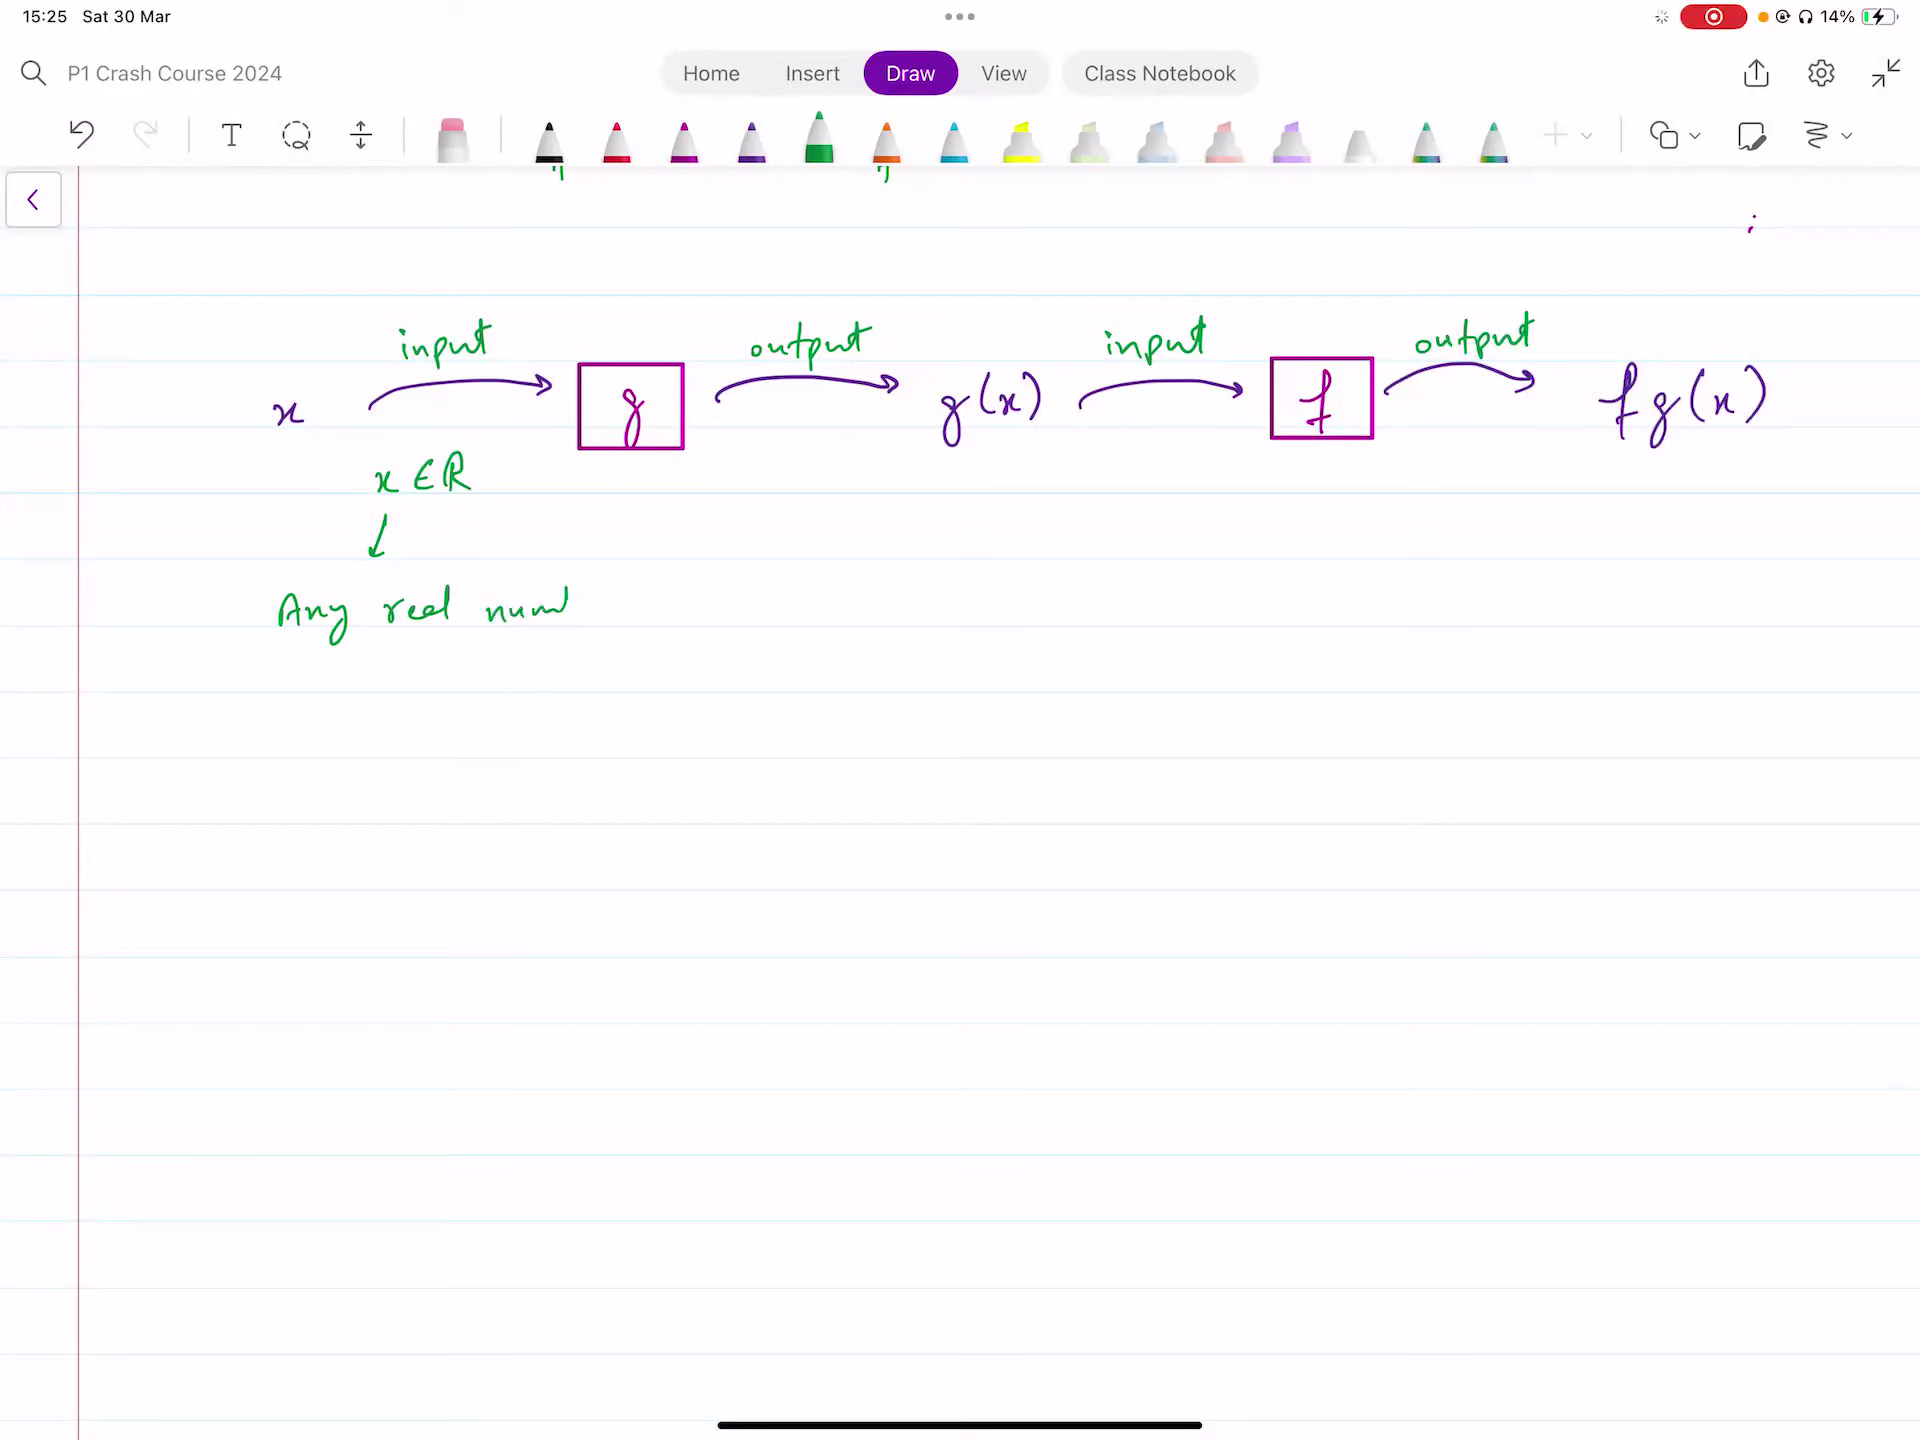 15:25 Sat 30 Mar 14%
P1 Crash Course 2024 Home Insert Draw View Class Notebook
T
input output input output
x g g(x) f fg(x)
x ∈ R
Any real num